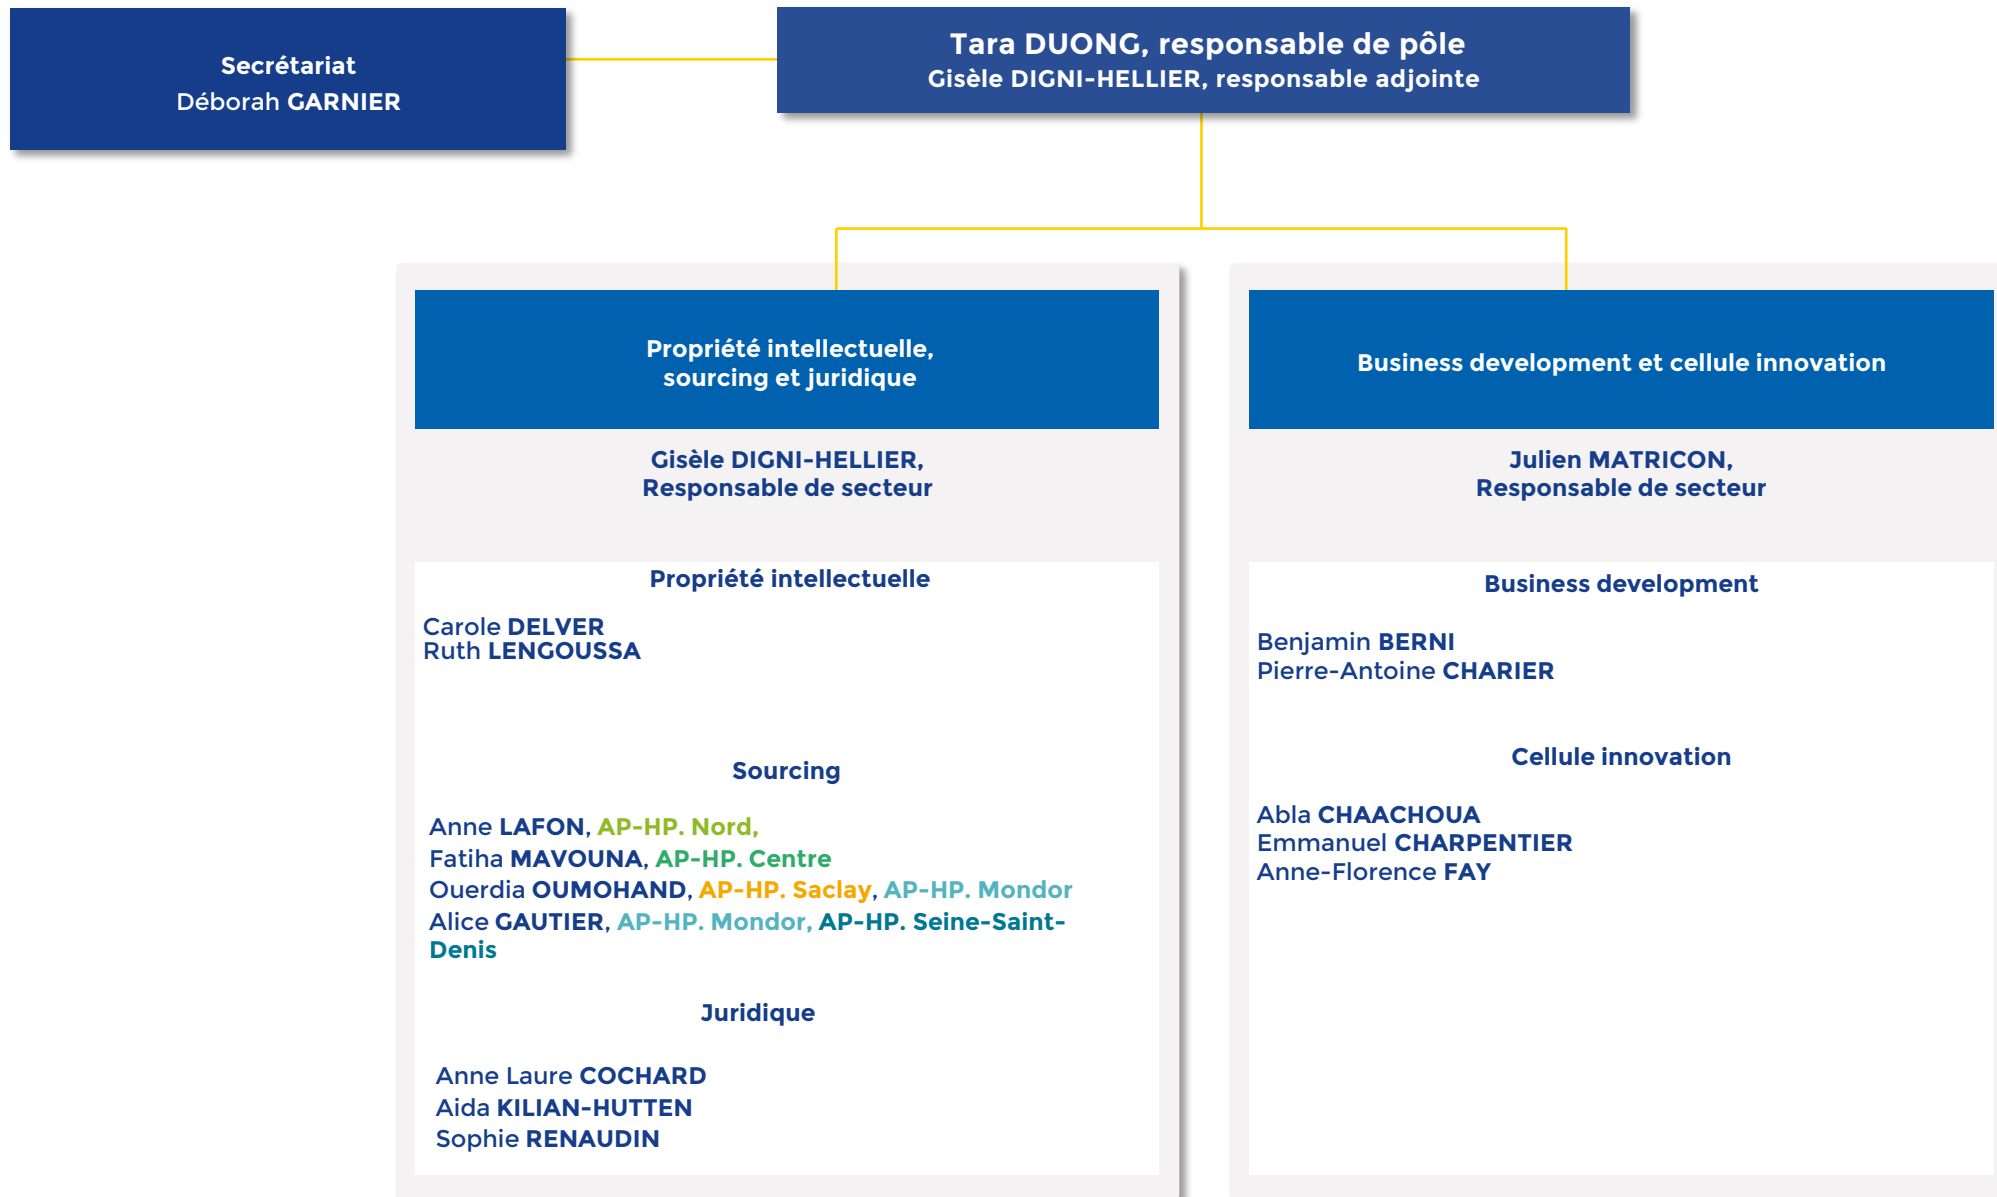 Secrétariat
Déborah GARNIER
Tara DUONG, responsable de pôle
Gisèle DIGNI-HELLIER, responsable adjointe
Propriété intellectuelle,
sourcing et juridique
Gisèle DIGNI-HELLIER,
Responsable de secteur
Propriété intellectuelle
Carole DELVER
Ruth LENGOUSSA
Sourcing
Anne LAFON, AP-HP. Nord,
Fatiha MAVOUNA, AP-HP. Centre
Ouerdia OUMOHAND, AP-HP. Saclay, AP-HP. Mondor
Alice GAUTIER, AP-HP. Mondor, AP-HP. Seine-Saint-
Denis
Juridique
Anne Laure COCHARD
Aida KILIAN-HUTTEN
Sophie RENAUDIN
Business development et cellule innovation
Julien MATRICON,
Responsable de secteur
Business development
Benjamin BERNI
Pierre-Antoine CHARIER
Cellule innovation
Abla CHAACHOUA
Emmanuel CHARPENTIER
Anne-Florence FAY